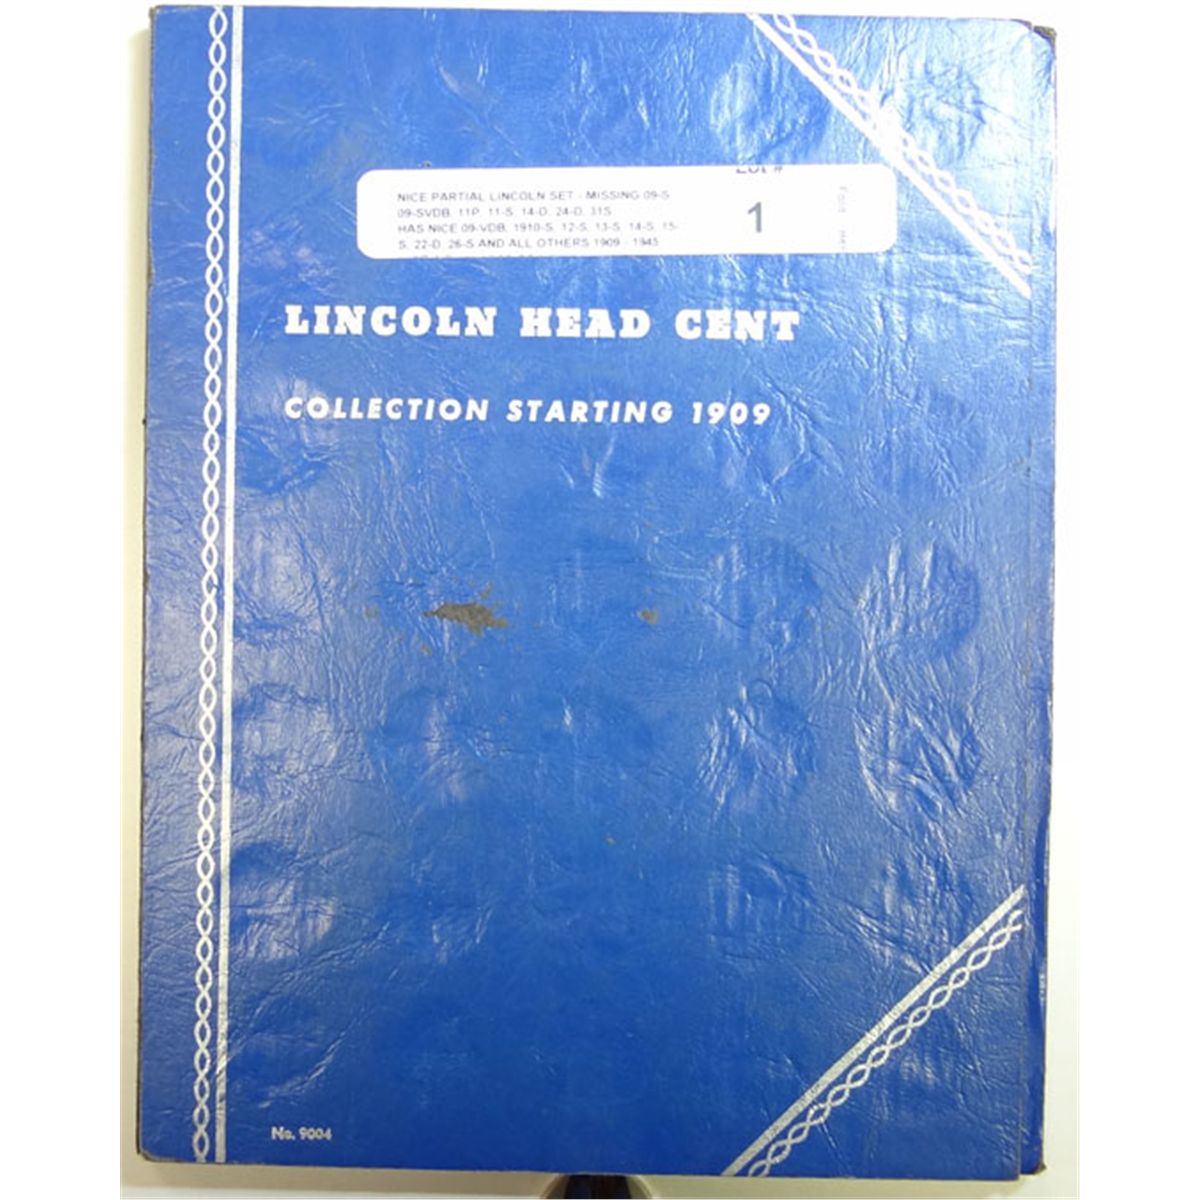 Lot #
NICE PARTIAL LINCOLN SET - MISSING 09-S
09-SVDB, 11P, 11-S, 14-D, 24-D, 31S
HAS NICE 09-VDB, 1910-S, 12-S, 13-S, 14-S, 15-
S, 22-D, 26-S AND ALL OTHERS 1909 - 1945
1
LINCOLN HEAD CENT
COLLECTION STARTING 1909
No. 9004